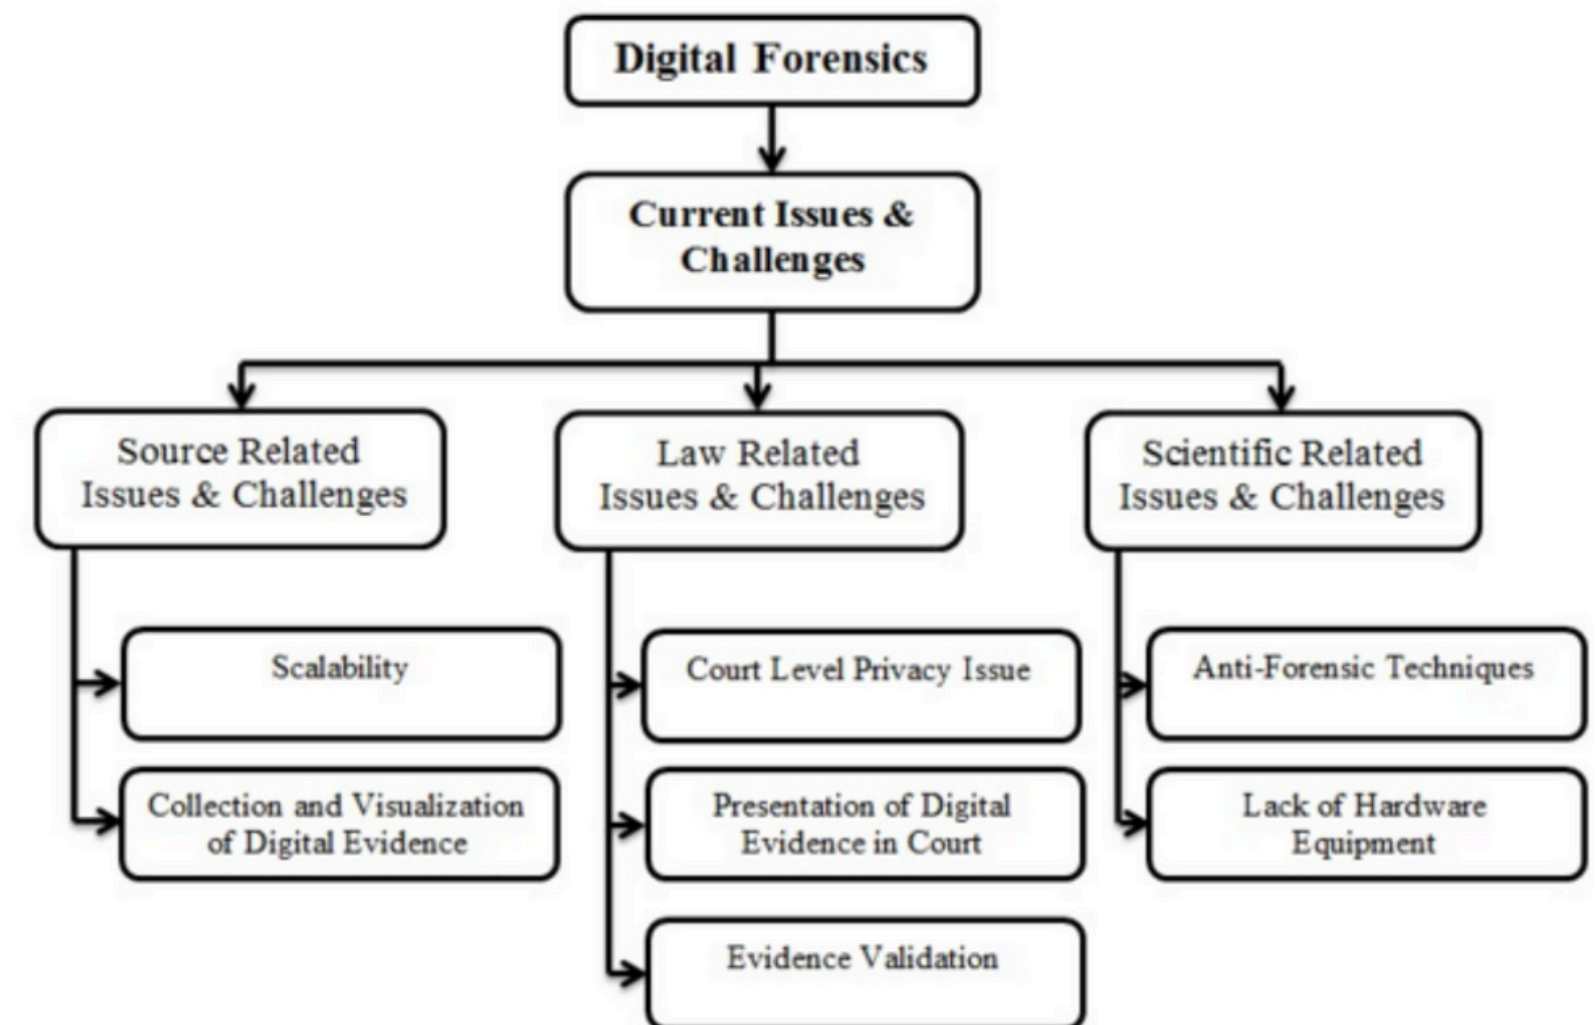 Digital Forensics
Current Issues &
Challenges
Source Related
Issues & Challenges
Law Related
Issues & Challenges
Scientific Related
Issues & Challenges
Scalability
Collection and Visualization
of Digital Evidence
Court Level Privacy Issue
Presentation of Digital
Evidence in Court
Evidence Validation
Anti-Forensic Techniques
Lack of Hardware
Equipment